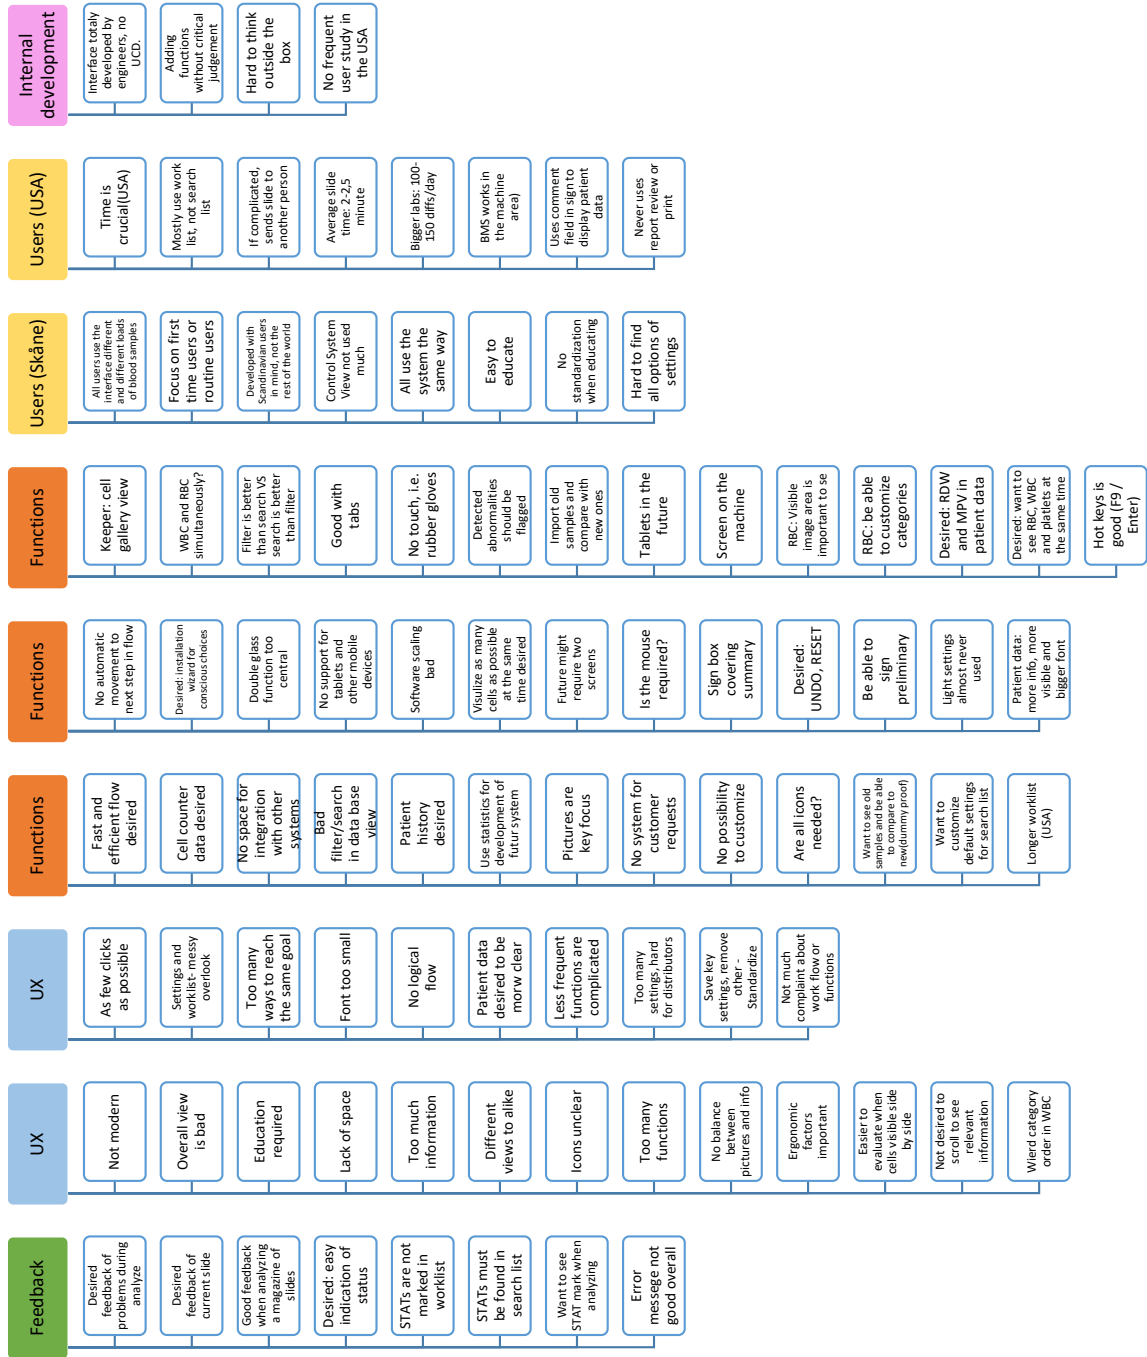 Feedback
Desired
feedback of
problems during
analyze
Desired
feedback of
current slide
Good feedback
when analyzing
a magazine of
slides
Desired: easy
indication of
status
STATs are not
marked in
worklist
STATs must
be found in
search list
Want to see
STAT mark when
analyzing
Error
messege not
good overall
UX
Not modern
Overall view
is bad
Education
required
Lack of space
Too much
information
Different
views to alike
Icons unclear
Too many
functions
No balance
between
pictures and info
Ergonomic
factors
important
Easier to
evaluate when
cells visible side
by side
Not desired to
scroll to see
relevant
information
Wierd category
order in WBC
UX
As few clicks
as possible
Settings and
worklist- messy
overlook
Too many
ways to reach
the same goal
Font too small
No logical
flow
Patient data
desired to be
morw clear
Less frequent
functions are
complicated
Too many
settings, hard
for distributors
Save key
settings, remove
other -
Standardize
Not much
complaint about
work flow or
functions
Functions
Fast and
efficient flow
desired
Cell counter
data desired
No space for
integration
with other
systems
Bad
filter/search
in data base
view
Patient
history
desired
Use statistics for
development of
futur system
Pictures are
key focus
No system for
customer
requests
No possibility
to customize
Are all icons
needed?
Want to see old
samples and be able
to compare to
new(dummy proof)
Want to
customize
default settings
for search list
Longer worklist
(USA)
Functions
No automatic
movement to
next step in flow
Desired: installation
wizard for
conscious choices
Double glass
function too
central
No support for
tablets and
other mobile
devices
Software scaling
bad
Visulize as many
cells as possible
at the same
time desired
Future might
require two
screens
Is the mouse
required?
Sign box
covering
summary
Desired:
UNDO, RESET
Be able to
sign
preliminary
Light settings
almost never
used
Patient data:
more info, more
visible and
bigger font
Functions
Keeper: cell
gallery view
WBC and RBC
simultaneously?
Filter is better
than search VS
search is better
than filter
Good with
tabs
No touch, i.e.
rubber gloves
Detected
abnormalities
should be
flagged
Import old
samples and
compare with
new ones
Tablets in the
future
Screen on the
machine
RBC: Visible
image area is
important to se
RBC: be able
to customize
categories
Desired: FRDW
and MPV in
patient data
Desired: want to
see RBC, WBC
and platlets at
the same time
Hot keys is
good (F9 /
Enter)
Users (Skåne)
All users use the
interface different
and different loads
of blood samples
Focus on first
time users or
routine users
Developed with
Scandinavian users
in mind, not the
rest of the world
Control System
View not used
much
All use the
system the
same way
Easy to
educate
No
standardization
when educating
Hard to find
all options of
settings
Users (USA)
Time is
crucial(USA)
Mostly use work
list, not search
list
If complicated,
sends slide to
another person
Average slide
time: 2-2,5
minute
Bigger labs: 100-
150 diffs/day
BMS works in
the machine
area)
Uses comment
field in sign to
display patient
data
Never uses
report review or
print
Internal
development
Interface totaly
developed by
engineers, no
UCD.
Adding
functions
without critical
judgement
Hard to think
outside the
box
No frequent
user study in
the USA